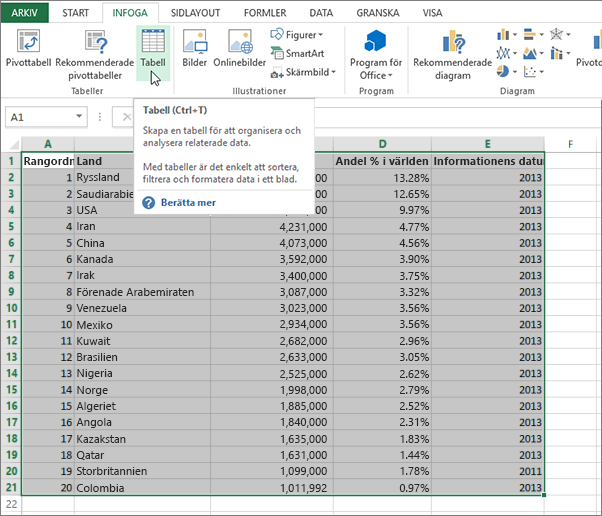 ARKIV START INFOGA SIDLAYOUT FORMLER DATA GRANSKA VISA
Pivottabell Rekommenderade pivottabeller Tabell Bilder Onlinebilder Figurer SmartArt Skärmbild Program för Office Rekommenderade diagram
Tabeller Illustrationer Program Diagram
A1
Tabell (Ctrl+T)
Skapa en tabell för att organisera och
analysera relaterade data.
Med tabeller är det enkelt att sortera,
filtrera och formatera data i ett blad.
Berätta mer
A D E F
1 Rangordn Land Andel % i världen Informationens datu
2 1 Ryssland 13.28% 2013
3 2 Saudiarabie 12.65% 2013
4 3 USA 9.97% 2013
5 4 Iran 4,231,000 4.77% 2013
6 5 China 4,073,000 4.56% 2013
7 6 Kanada 3,592,000 3.90% 2013
8 7 Irak 3,400,000 3.75% 2013
9 8 Förenade Arabemiraten 3,087,000 3.32% 2013
10 9 Venezuela 3,023,000 3.56% 2013
11 10 Mexiko 2,934,000 3.56% 2013
12 11 Kuwait 2,682,000 2.96% 2013
13 12 Brasilien 2,633,000 3.05% 2013
14 13 Nigeria 2,525,000 2.62% 2013
15 14 Norge 1,998,000 2.79% 2013
16 15 Algeriet 1,885,000 2.52% 2013
17 16 Angola 1,840,000 2.31% 2013
18 17 Kazakstan 1,635,000 1.83% 2013
19 18 Qatar 1,631,000 1.44% 2013
20 19 Storbritannien 1,099,000 1.78% 2011
21 20 Colombia 1,011,992 0.97% 2013
22